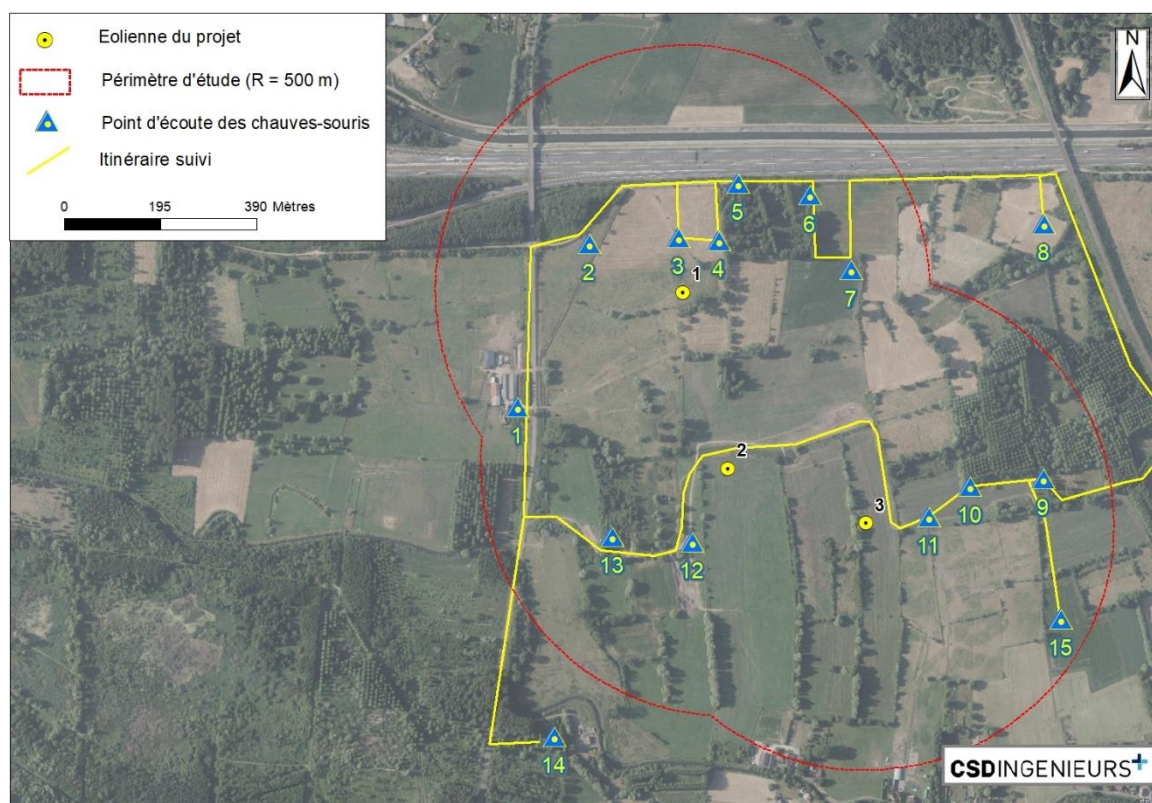 Eolienne du projet
Périmètre d'étude (R = 500 m)
Point d'écoute des chauves-souris
Itinéraire suivi
0 195 390 Mètres
N
5
6
2
3
4
1
8
7
1
2
3
9
10
11
13
12
15
14
CSDINGENIEURS+